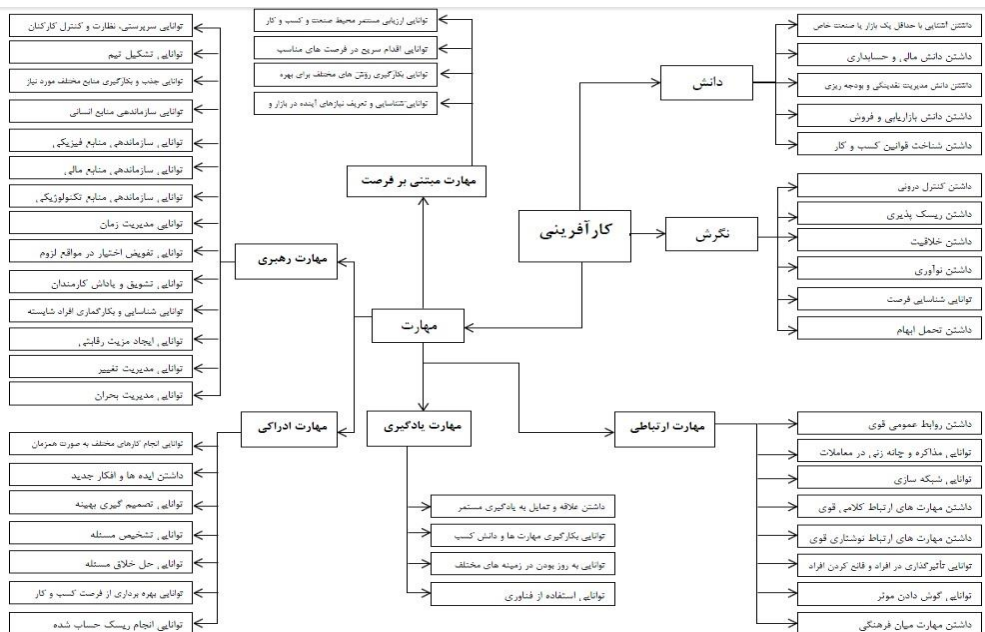 کارآفرینی
دانش
داشتن آشنایی با حداقل یک بازار یا صنعت خاص
داشتن دانش مالی و حسابداری
داشتن دانش مدیریت نقدینگی و بودجه ریزی
داشتن دانش بازاریابی و فروش
داشتن شناخت قوانین کسب و کار
نگرش
داشتن کنترل درونی
داشتن ریسک پذیری
داشتن خلاقیت
داشتن نوآوری
توانایی شناسایی فرصت
داشتن تحمل ابهام
مهارت
مهارت مبتنی بر فرصت
توانایی ارزیابی مستمر محیط صنعت و کسب و کار
توانایی اقدام سریع در فرصت های مناسب
توانایی بکارگیری روش های مختلف برای بهره
توانایی شناسایی و تعریف نیازهای آینده در بازار و
مهارت رهبری
توانایی سرپرستی، نظارت و کنترل کارکنان
توانایی تشکیل تیم
توانایی جذب و بکارگیری منابع مختلف مورد نیاز
توانایی سازماندهی منابع انسانی
توانایی سازماندهی منابع فیزیکی
توانایی سازماندهی منابع مالی
توانایی سازماندهی منابع تکنولوژیکی
توانایی مدیریت زمان
توانایی تفویض اختیار در مواقع لزوم
توانایی تشویق و پاداش کارمندان
توانایی شناسایی و بکارگماری افراد شایسته
توانایی ایجاد مزیت رقابتی
توانایی مدیریت تغییر
توانایی مدیریت بحران
مهارت ادراکی
توانایی انجام کارهای مختلف به صورت همزمان
داشتن ایده ها و افکار جدید
توانایی تصمیم گیری بهینه
توانایی تشخیص مسئله
توانایی حل خلاق مسئله
توانایی بهره برداری از فرصت کسب و کار
توانایی انجام ریسک حساب شده
مهارت یادگیری
داشتن علاقه و تمایل به یادگیری مستمر
توانایی بکارگیری مهارت ها و دانش کسب
توانایی به روز بودن در زمینه های مختلف
توانایی استفاده از فناوری
مهارت ارتباطی
داشتن روابط عمومی قوی
توانایی مذاکره و چانه زنی در معاملات
توانایی شبکه سازی
داشتن مهارت های ارتباط کلامی قوی
داشتن مهارت های ارتباط نوشتاری قوی
توانایی تأثیرگذاری در افراد و قانع کردن افراد
توانایی گوش دادن موثر
داشتن مهارت میان فرهنگی